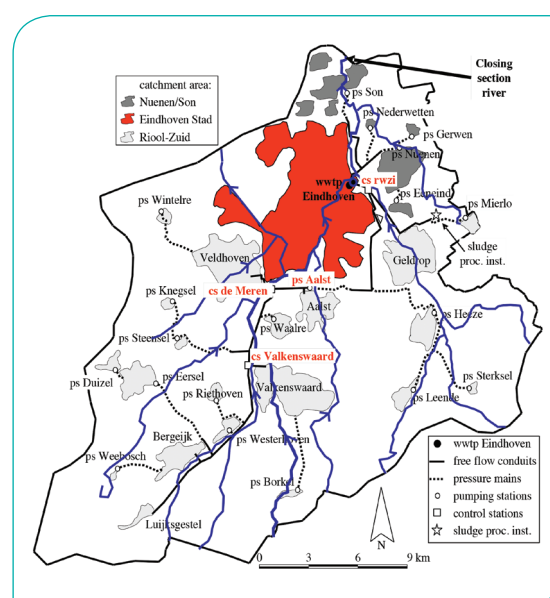 Closing
section
river
catchment area:
Nuenen/Son
Eindhoven Stad
Riool-Zuid
ps Son
ps Nederwetten
ps Gerwen
ps Nuenen
cs rwzi
wwtp
Eindhoven
ps Eeneind
ps Mierlo
ps Wintelre
sludge
proc. inst.
Veldhoven
Geldrop
ps Aalst
cs de Meren
ps Knegsel
Aalst
ps Heeze
ps Waalre
ps Steensel
cs Valkenswaard
ps Duizel
ps Eersel
ps Sterksel
ps Riethoven
Valkenswaard
ps Leende
Bergeijk
ps Westerhoven
ps Weebosch
ps Borkel
Luijksgestel
wwtp Eindhoven
free flow conduits
pressure mains
pumping stations
control stations
sludge proc. inst.
N
0 3 6 9 km